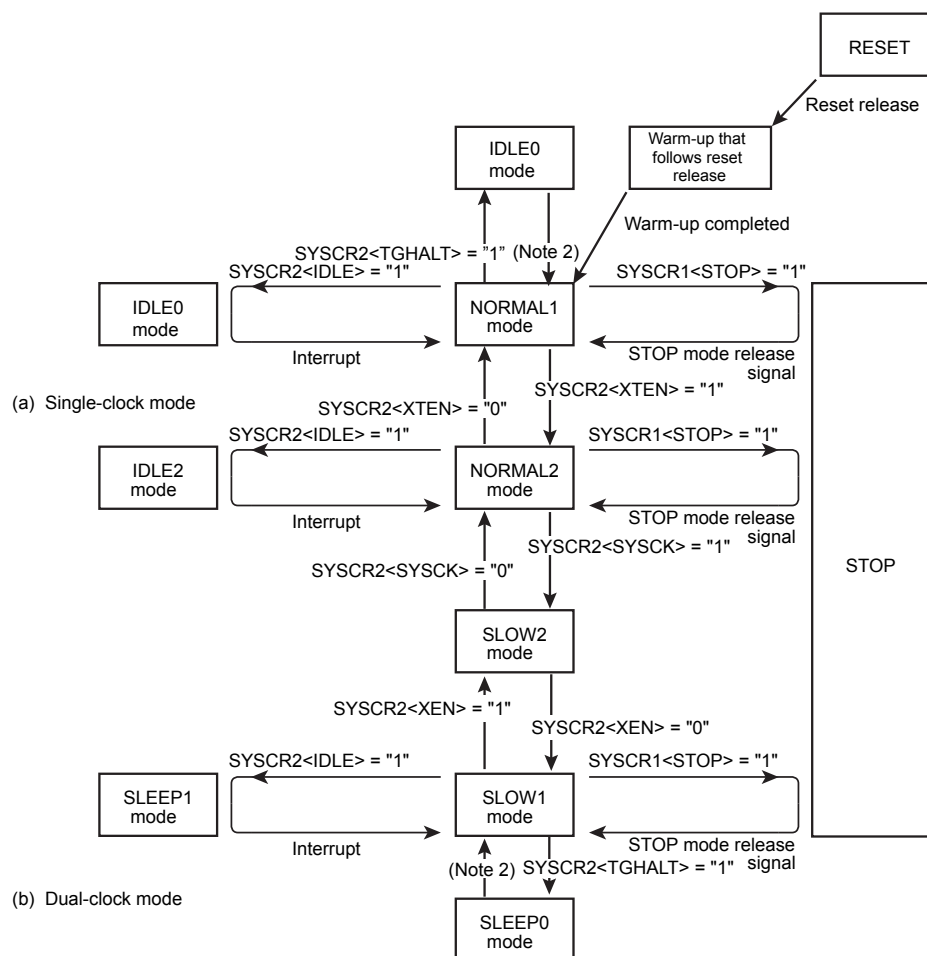 RESET
Reset release
IDLE0
mode
Warm-up that
follows reset
release
Warm-up completed
SYSCR2<TGHALT> = ”1”
(Note 2)
SYSCR2<IDLE> = "1"
SYSCR1<STOP> = "1"
IDLE0
mode
NORMAL1
mode
Interrupt
STOP mode release
signal
SYSCR2<XTEN> = "1"
(a) Single-clock mode
SYSCR2<XTEN> = "0"
SYSCR2<IDLE> = "1"
SYSCR1<STOP> = "1"
IDLE2
mode
NORMAL2
mode
Interrupt
STOP mode release
signal
SYSCR2<SYSCK> = "1"
SYSCR2<SYSCK> = "0"
STOP
SLOW2
mode
SYSCR2<XEN> = "1"
SYSCR2<XEN> = "0"
SYSCR2<IDLE> = "1"
SYSCR1<STOP> = "1"
SLEEP1
mode
SLOW1
mode
Interrupt
STOP mode release
signal
(Note 2)
SYSCR2<TGHALT> = "1"
(b) Dual-clock mode
SLEEP0
mode